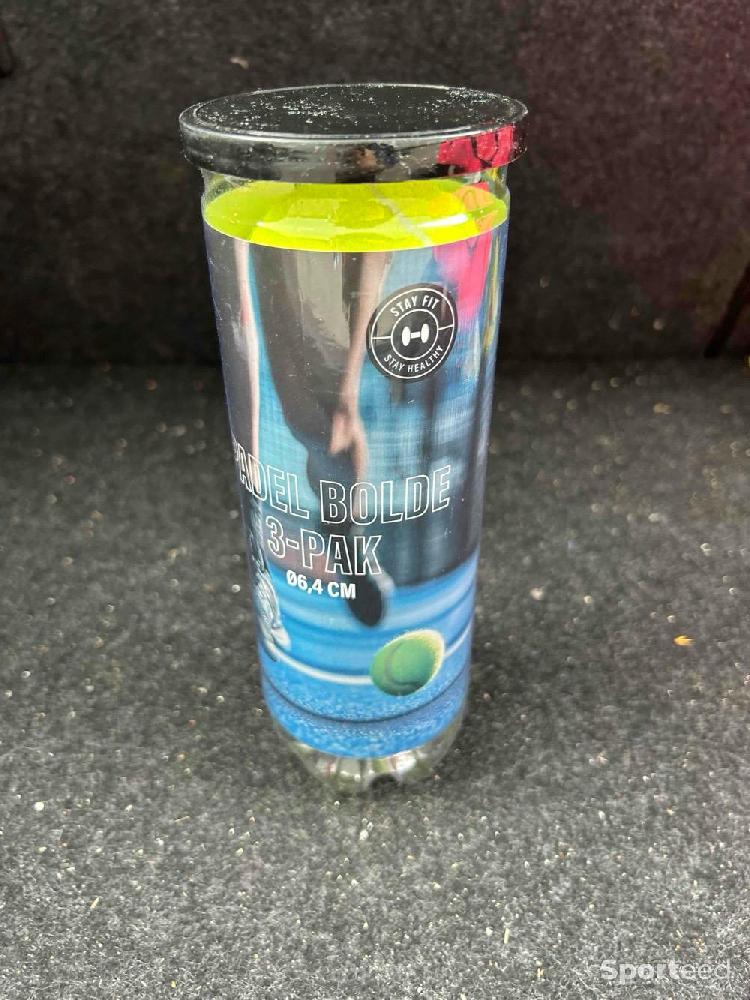 STAY FIT
STAY HEALTHY
PADEL BOLDE
3-PAK
Ø6,4 CM
Sporteed